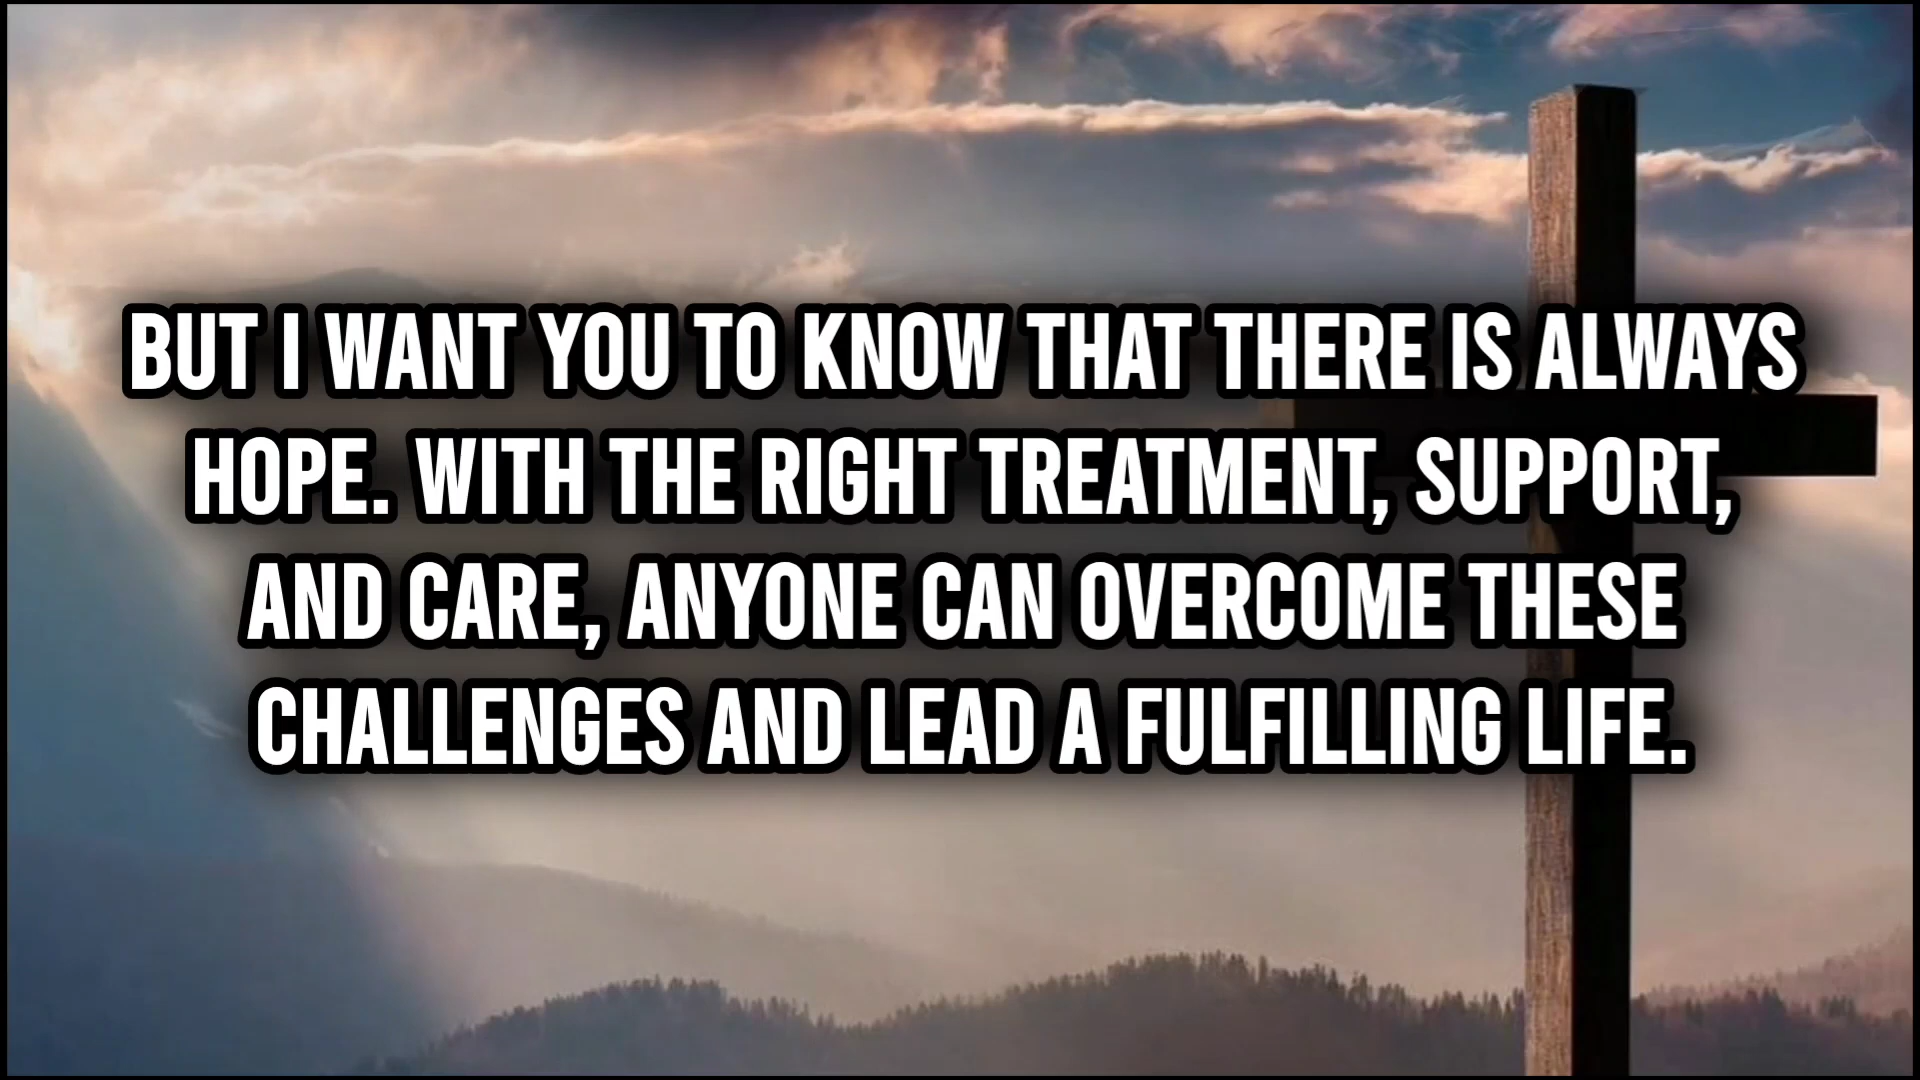 BUT I WANT YOU TO KNOW THAT THERE IS ALWAYS
HOPE. WITH THE RIGHT TREATMENT, SUPPORT,
AND CARE, ANYONE CAN OVERCOME THESE
CHALLENGES AND LEAD A FULFILLING LIFE.